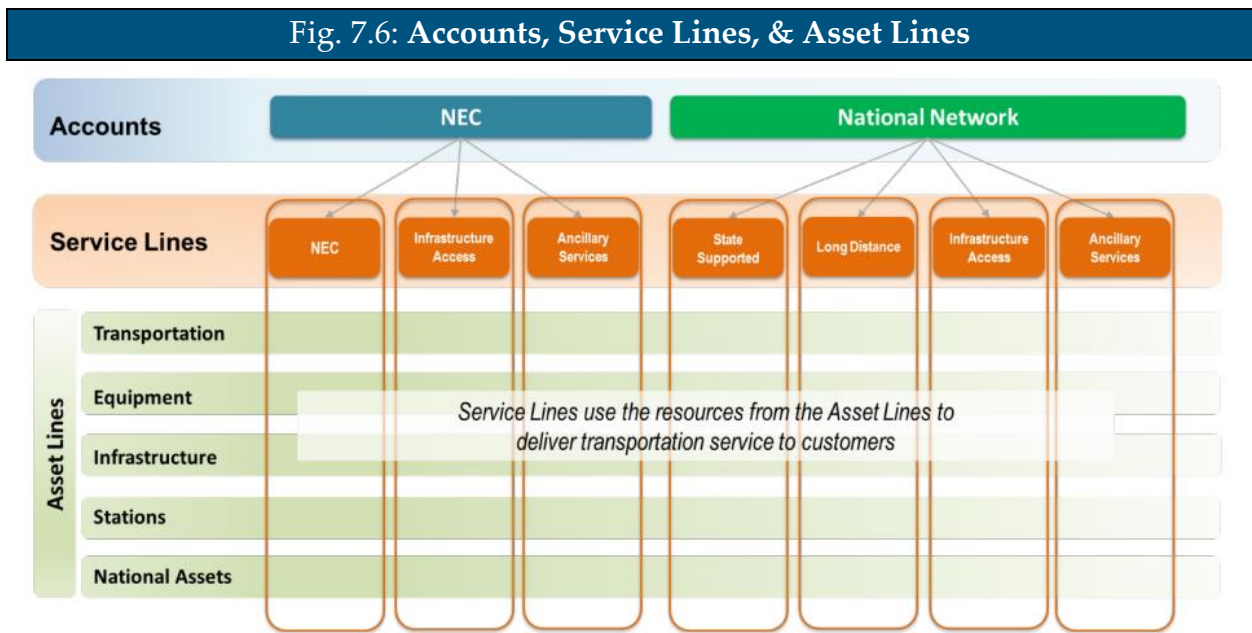 Fig. 7.6: Accounts, Service Lines, & Asset Lines
Accounts
NEC
National Network
Service Lines
NEC
Infrastructure
Access
Ancillary
Services
State
Supported
Long Distance
Infrastructure
Access
Ancillary
Services
Asset Lines
Transportation
Equipment
Infrastructure
Stations
National Assets
Service Lines use the resources from the Asset Lines to
deliver transportation service to customers